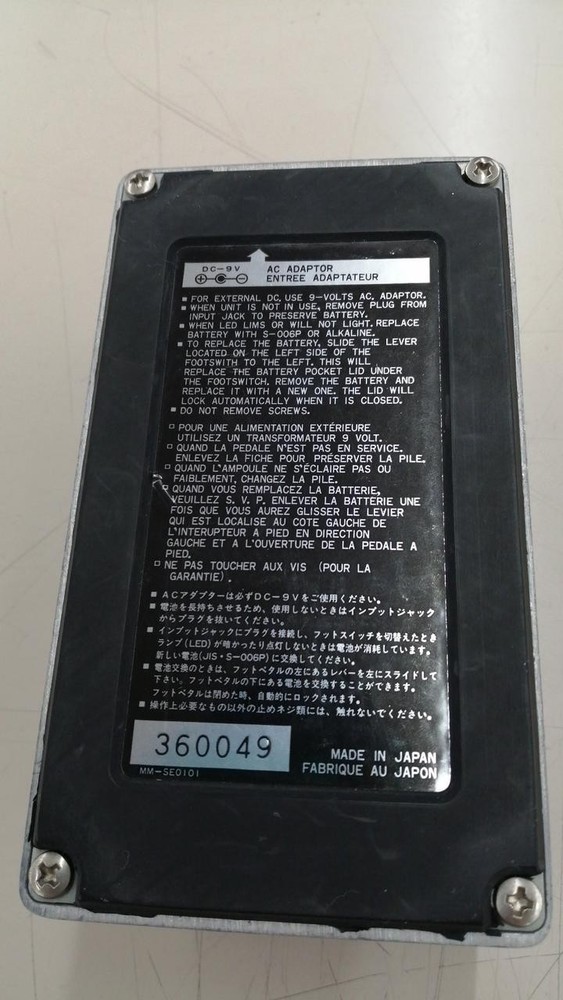 DC-9V
AC ADAPTOR
ENTREE ADAPTATEUR
■ FOR EXTERNAL DC, USE 9-VOLTS AC. ADAPTOR.
■ WHEN UNIT IS NOT IN USE, REMOVE PLUG FROM
INPUT JACK TO PRESERVE BATTERY.
■ WHEN LED LIMS OR WILL NOT LIGHT. REPLACE
BATTERY WITH S-006P OR ALKALINE.
■ TO REPLACE THE BATTERY, SLIDE THE LEVER
LOCATED ON THE LEFT SIDE OF THE
FOOTSWITH TO THE LEFT. THIS WILL
REPLACE THE BATTERY POCKET LID UNDER
THE FOOTSWITCH. REMOVE THE BATTERY AND
REPLACE IT WITH A NEW ONE. THE LID WILL
LOCK AUTOMATICALLY WHEN IT IS CLOSED.
■ DO NOT REMOVE SCREWS.
□ POUR UNE ALIMENTATION EXTÉRIEURE
UTILISEZ UN TRANSFORMATEUR 9 VOLT.
□ QUAND LA PEDALE N'EST PAS EN SERVICE.
ENLEVEZ LA FICHE POUR PRÉSERVER LA PILE.
□ QUAND L'AMPOULE NE S'ÉCLAIRE PAS OU
FAIBLEMENT, CHANGEZ LA PILE.
□ QUAND VOUS REMPLACEZ LA BATTERIE,
VEUILLEZ S. V. P. ENLEVER LA BATTERIE UNE
FOIS QUE VOUS AUREZ GLISSER LE LEVIER
QUI EST LOCALISE AU COTE GAUCHE DE
L'INTERUPTEUR A PIED EN DIRECTION
GAUCHE ET A L'OUVERTURE DE LA PEDALE A
PIED.
□ NE PAS TOUCHER AUX VIS (POUR LA
GARANTIE).
■ ACアダプターは必ずDC-9Vをご使用ください。
■ 電池を長持ちさせるため、使用しないときはインプットジャック
からプラグを抜いてください。
■ インプットジャックにプラグを接続し、フットスイッチを切替えたとき
ランプ(LED)が暗かったり点灯しないときは電池が消耗しています。
新しい電池(JIS・S-006P)に交換してください。
■ 電池交換のときは、フットペタルの左にあるレバーを左にスライドして
下さい。フットペタルの下にある電池を交換することができます。
フットペタルは閉めた時、自動的にロックされます。
■ 操作上必要なもの以外の止めネジ類には、触れないでください。
360049
MADE IN JAPAN
FABRIQUE AU JAPON
MM-SE0101